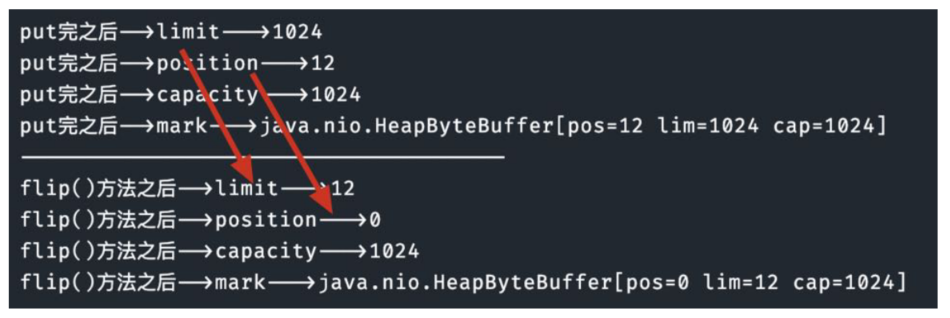 put完之后-->limit--->1024
put完之后-->position--->12
put完之后-->capacity--->1024
put完之后-->mark--->java.nio.HeapByteBuffer[pos=12 lim=1024 cap=1024]
flip()方法之后-->limit--->12
flip()方法之后-->position--->0
flip()方法之后-->capacity--->1024
flip()方法之后-->mark--->java.nio.HeapByteBuffer[pos=0 lim=12 cap=1024]